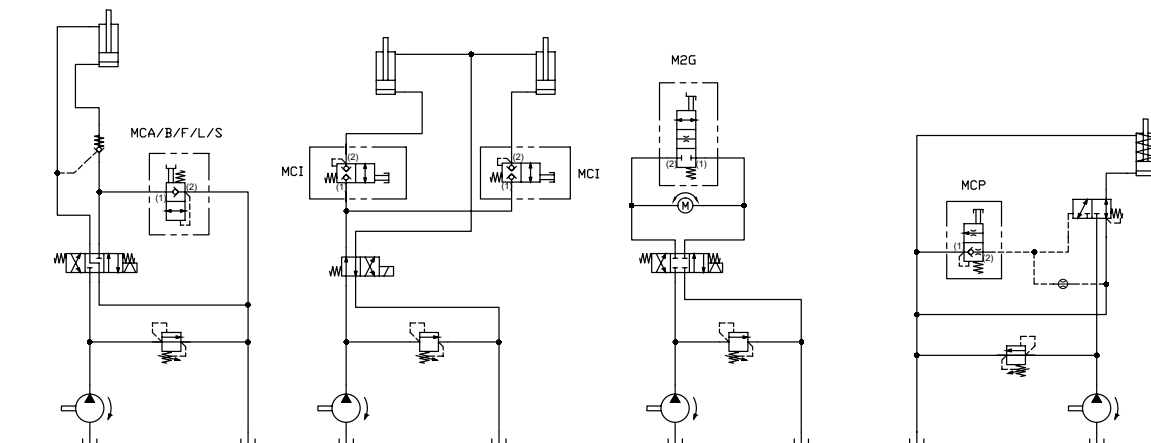 M2G
MCA/B/F/L/S
(1)
(2)
MCI
(2)
(1)
(2)
(1)
MCI
(2)
(1)
M
MCP
(1
(2)